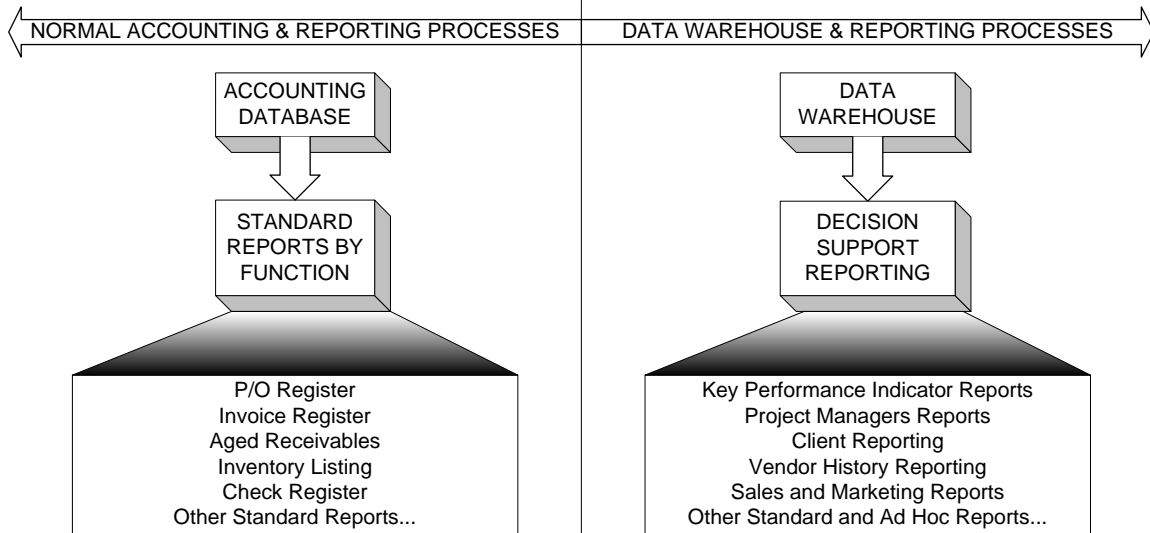 NORMAL ACCOUNTING & REPORTING PROCESSES
DATA WAREHOUSE & REPORTING PROCESSES
ACCOUNTING
DATABASE
STANDARD
REPORTS BY
FUNCTION
P/O Register
Invoice Register
Aged Receivables
Inventory Listing
Check Register
Other Standard Reports...
DATA
WAREHOUSE
DECISION
SUPPORT
REPORTING
Key Performance Indicator Reports
Project Managers Reports
Client Reporting
Vendor History Reporting
Sales and Marketing Reports
Other Standard and Ad Hoc Reports...